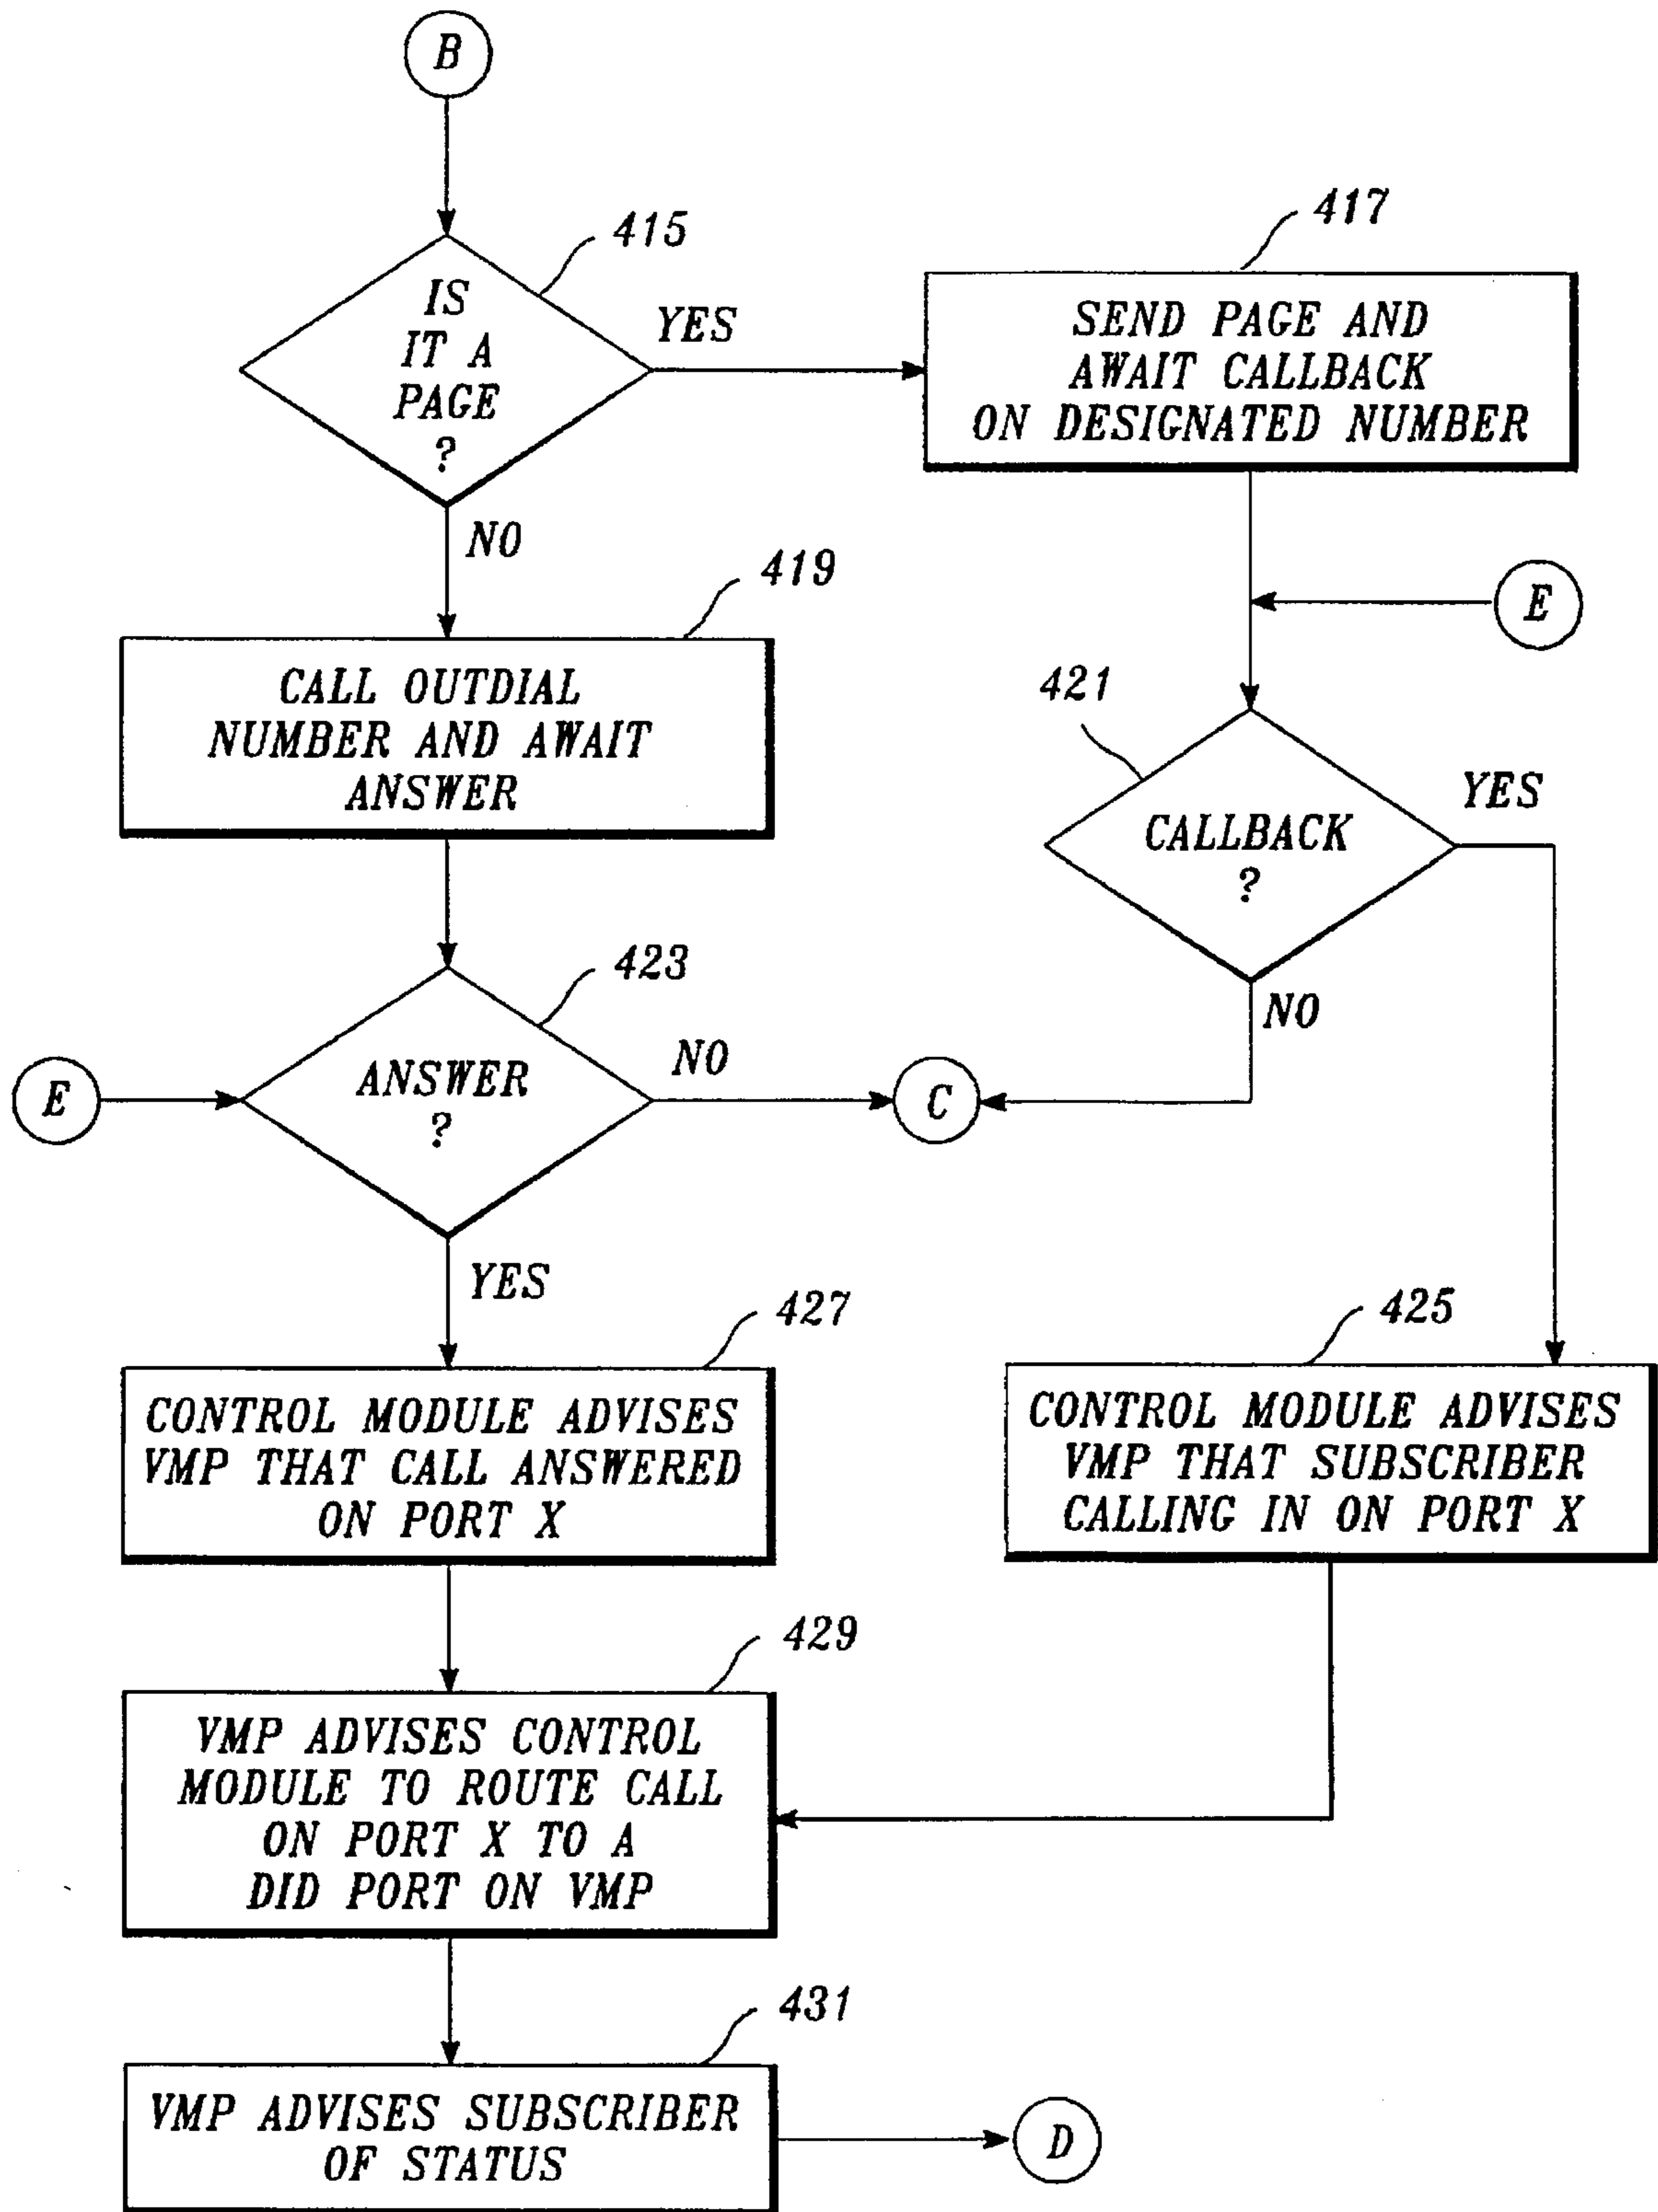 B
415
IS
IT A
PAGE
?
YES
NO
417
SEND PAGE AND
AWAIT CALLBACK
ON DESIGNATED NUMBER
419
CALL OUTDIAL
NUMBER AND AWAIT
ANSWER
E
421
CALLBACK
?
YES
NO
423
ANSWER
?
E
NO
C
YES
427
CONTROL MODULE ADVISES
VMP THAT CALL ANSWERED
ON PORT X
425
CONTROL MODULE ADVISES
VMP THAT SUBSCRIBER
CALLING IN ON PORT X
429
VMP ADVISES CONTROL
MODULE TO ROUTE CALL
ON PORT X TO A
DID PORT ON VMP
431
VMP ADVISES SUBSCRIBER
OF STATUS
D